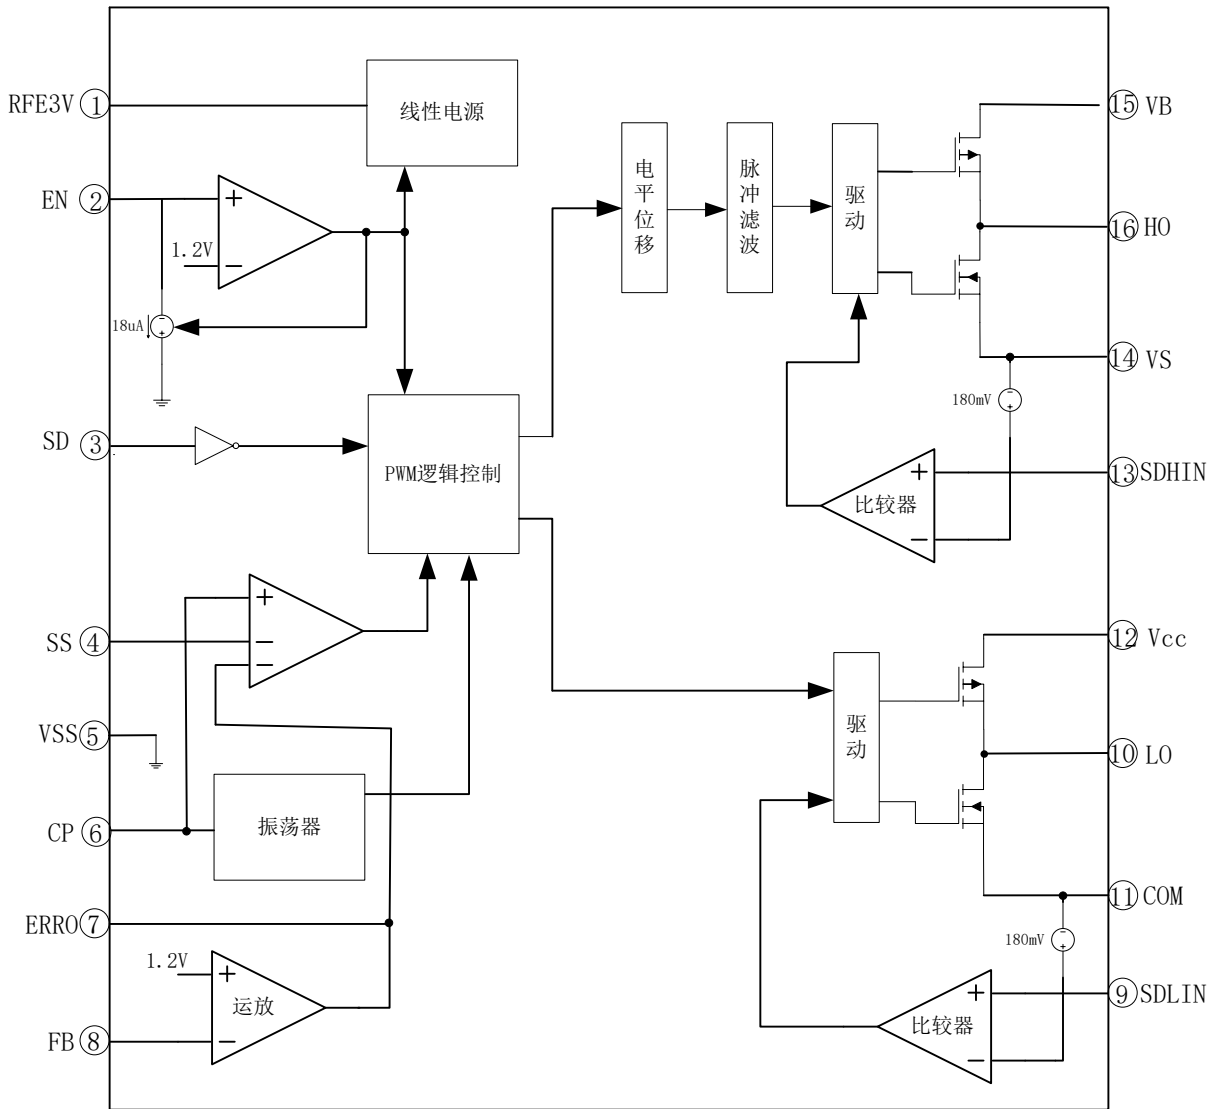 RFE3V ①
线性电源
EN ②
+
1.2V
−
18uA
−
+
SD ③
PWM逻辑控制
SS ④
+
−
−
VSS ⑤
CP ⑥
振荡器
ERRO ⑦
1.2V
+
运放
−
FB ⑧
电平位移
脉冲滤波
驱动
⑮ VB
⑯ HO
⑭ VS
180mV
−
+
⑬ SDHIN
+
比较器
−
⑫ Vcc
驱动
⑩ LO
⑪ COM
180mV
−
+
⑨ SDLIN
+
比较器
−